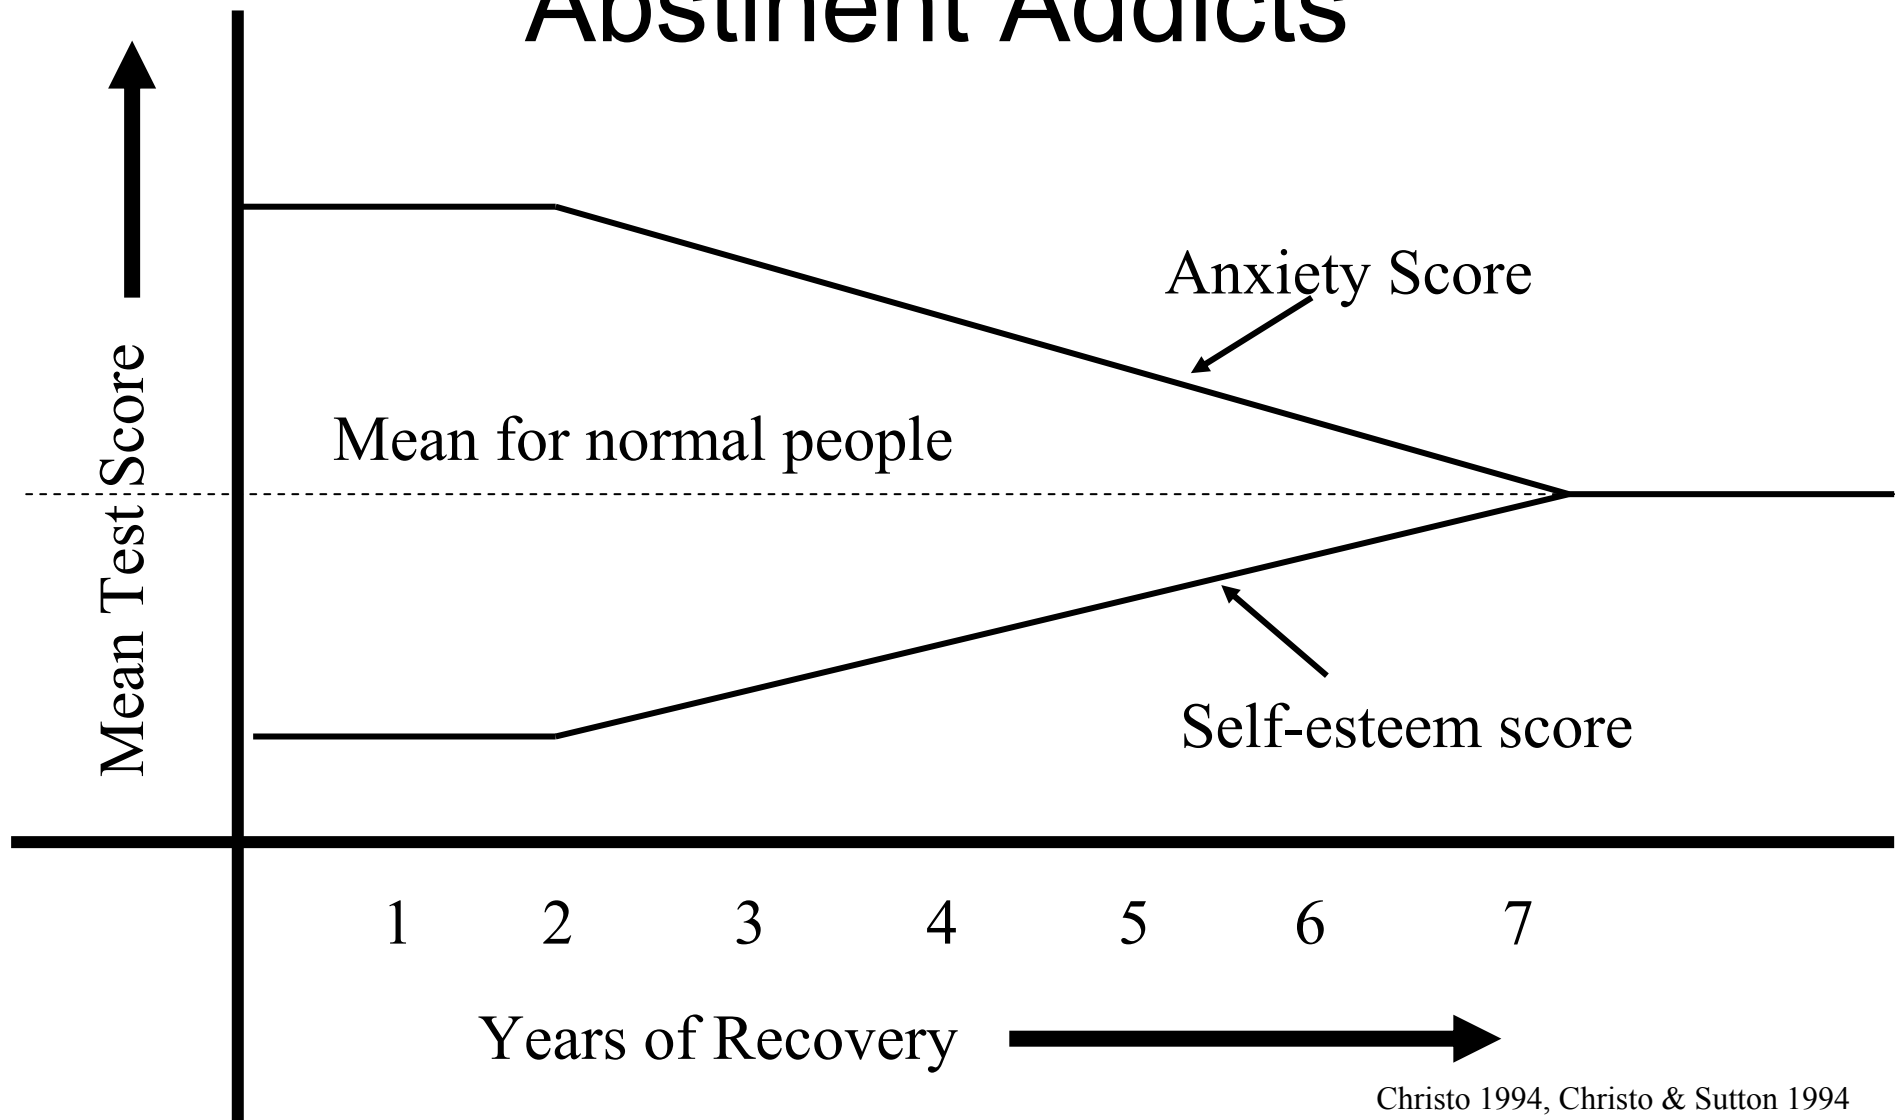 Abstinent Addicts
Anxiety Score
Mean for normal people
Mean Test Score
Self-esteem score
1 2 3 4 5 6 7
Years of Recovery
Christo 1994, Christo & Sutton 1994